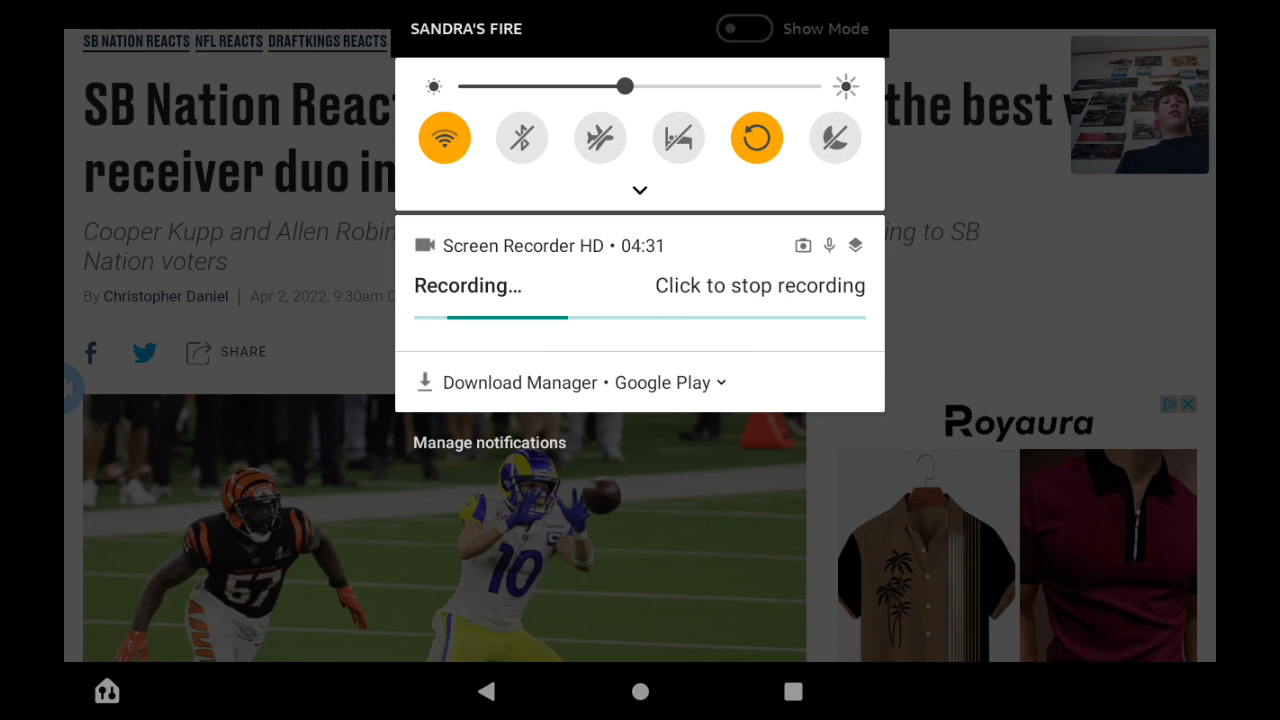 SANDRA'S FIRE
Show Mode
SB NATION REACTS NFL REACTS DRAFTKINGS REACTS
SB Nation React the best
receiver duo in
Cooper Kupp and Allen Robin ing to SB
Nation voters
By Christopher Daniel | Apr 2, 2022, 9:30am
SHARE
Screen Recorder HD • 04:31
Recording... Click to stop recording
Download Manager • Google Play
Manage notifications
Royaura
57
10